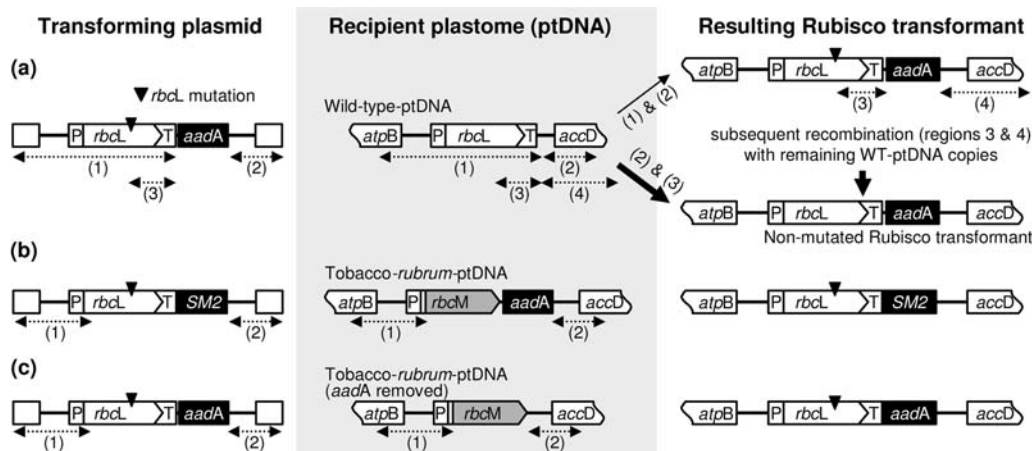 Transforming plasmid
Recipient plastome (ptDNA)
Resulting Rubisco transformant
(a)
rbcL mutation
P rbcL T aadA
(1)
(2)
(3)
Wild-type-ptDNA
atpB P rbcL T accD
(1)
(2)
(3)
(4)
(1) & (2)
(2) & (3)
atpB P rbcL T aadA accD
(3)
(4)
subsequent recombination (regions 3 & 4)
with remaining WT-ptDNA copies
atpB P rbcL T aadA accD
Non-mutated Rubisco transformant
(b)
P rbcL T SM2
(1)
(2)
Tobacco-rubrum-ptDNA
atpB P rbcM aadA accD
(1)
(2)
atpB P rbcL T SM2 accD
(c)
P rbcL T aadA
(1)
(2)
Tobacco-rubrum-ptDNA
(aadA removed)
atpB P rbcM accD
(1)
(2)
atpB P rbcL T aadA accD